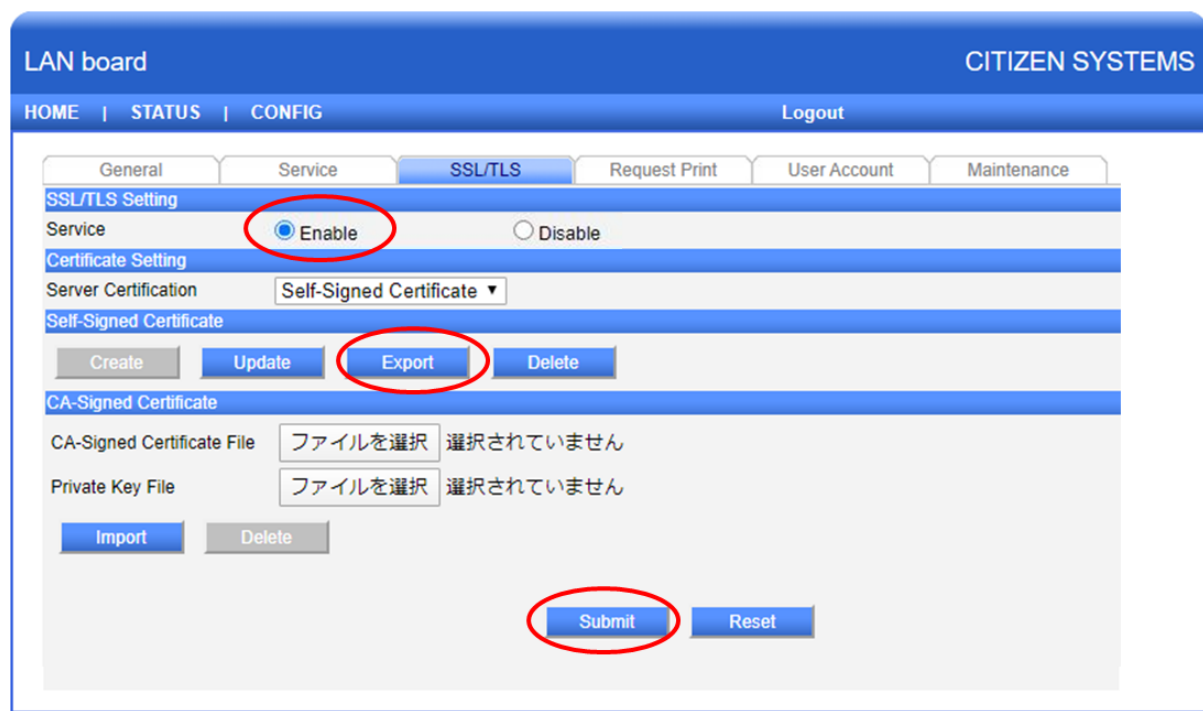 LAN board CITIZEN SYSTEMS
HOME | STATUS | CONFIG Logout
General Service SSL/TLS Request Print User Account Maintenance
SSL/TLS Setting
Service Enable Disable
Certificate Setting
Server Certification Self-Signed Certificate ▼
Self-Signed Certificate
Create Update Export Delete
CA-Signed Certificate
CA-Signed Certificate File ファイルを選択 選択されていません
Private Key File ファイルを選択 選択されていません
Import Delete
Submit Reset